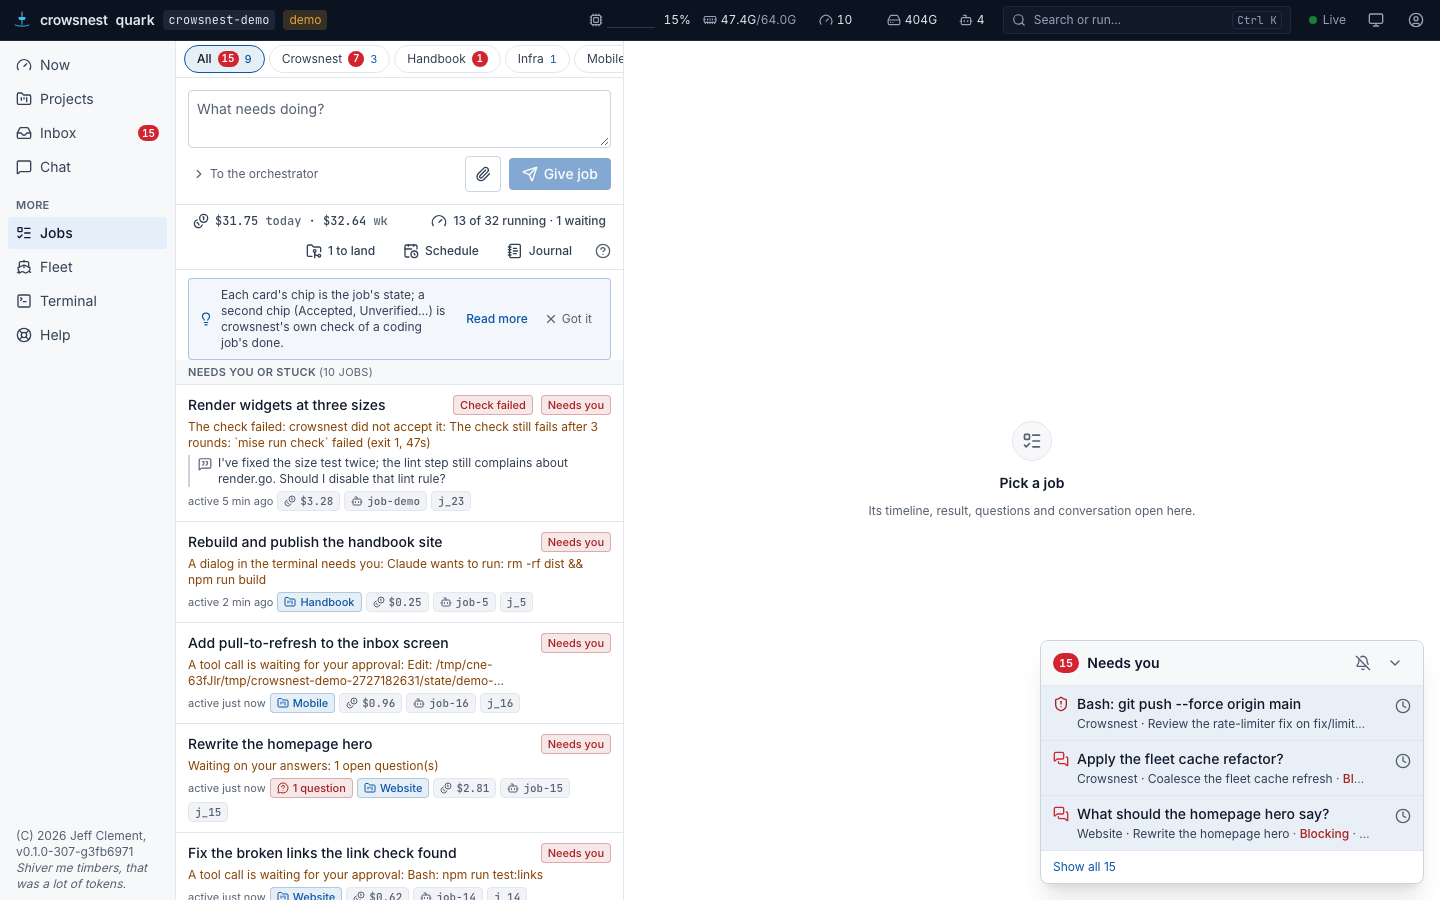 crowsnest quark crowsnest-demo demo 15% 47.4G/64.0G 10 404G 4 Search or run... Ctrl K Live
Now
Projects
Inbox 15
Chat
MORE
Jobs
Fleet
Terminal
Help
(C) 2026 Jeff Clement,
v0.1.0-307-g3fb6971
Shiver me timbers, that
was a lot of tokens.
All 15 9 Crowsnest 7 3 Handbook 1 Infra 1 Mobile
What needs doing?
To the orchestrator Give job
$31.75 today · $32.64 wk 13 of 32 running · 1 waiting
1 to land Schedule Journal
Each card's chip is the job's state; a
second chip (Accepted, Unverified...) is
crowsnest's own check of a coding
job's done.
Read more Got it
NEEDS YOU OR STUCK (10 JOBS)
Render widgets at three sizes Check failed Needs you
The check failed: crowsnest did not accept it: The check still fails after 3
rounds: `mise run check` failed (exit 1, 47s)
I've fixed the size test twice; the lint step still complains about
render.go. Should I disable that lint rule?
active 5 min ago $3.28 job-demo j_23
Rebuild and publish the handbook site Needs you
A dialog in the terminal needs you: Claude wants to run: rm -rf dist &&
npm run build
active 2 min ago Handbook $0.25 job-5 j_5
Add pull-to-refresh to the inbox screen Needs you
A tool call is waiting for your approval: Edit: /tmp/cne-
63fJlr/tmp/crowsnest-demo-2727182631/state/demo-...
active just now Mobile $0.96 job-16 j_16
Rewrite the homepage hero Needs you
Waiting on your answers: 1 open question(s)
active just now 1 question Website $2.81 job-15
j_15
Fix the broken links the link check found Needs you
A tool call is waiting for your approval: Bash: npm run test:links
active just now Website $0.62 job-14 j_14
Pick a job
Its timeline, result, questions and conversation open here.
15 Needs you
Bash: git push --force origin main
Crowsnest · Review the rate-limiter fix on fix/limit...
Apply the fleet cache refactor?
Crowsnest · Coalesce the fleet cache refresh · Bl...
What should the homepage hero say?
Website · Rewrite the homepage hero · Blocking · ...
Show all 15